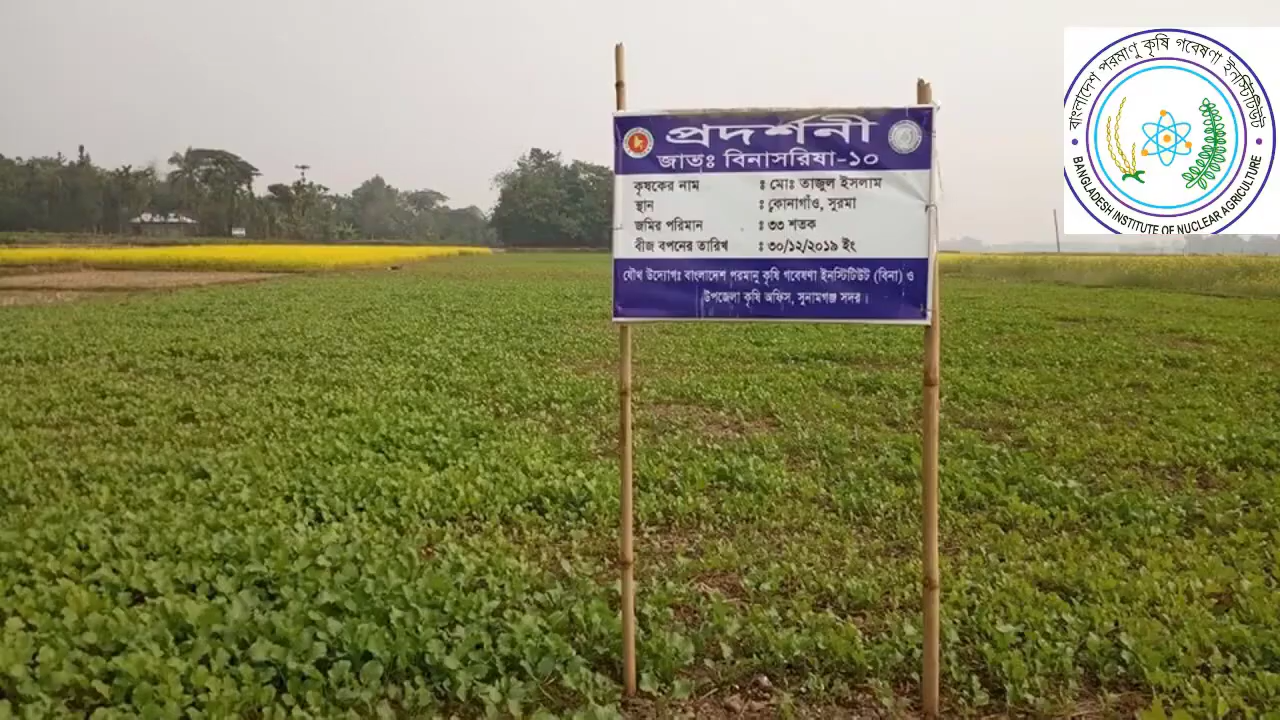 প্রদর্শনী
জাতঃ বিনাসরিষা-১০
কৃষকের নাম : মোঃ তাজুল ইসলাম
স্থান : কোনাগাঁও, সুরমা
জমির পরিমান : ৩৩ শতক
বীজ বপনের তারিখ : ৩০/১২/২০১৯ ইং
যৌথ উদ্যোগঃ বাংলাদেশ পরমানু কৃষি গবেষণা ইনস্টিটিউট (বিনা) ও
উপজেলা কৃষি অফিস, সুনামগঞ্জ সদর।
বাংলাদেশ পরমাণু কৃষি গবেষণা ইনস্টিটিউট
BANGLADESH INSTITUTE OF NUCLEAR AGRICULTURE